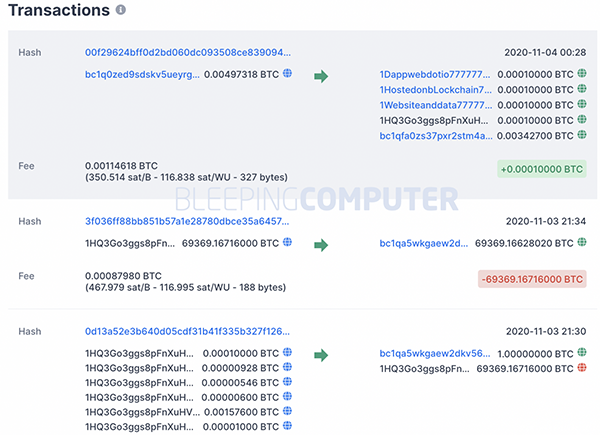 Transactions
Hash 00f29624bff0d2bd060dc093508ce839094... 2020-11-04 00:28
bc1q0zed9sdskv5ueyrg... 0.00497318 BTC 1Dappwebdotio777777... 0.00010000 BTC
1HostedonbLockchain7... 0.00010000 BTC
1Websiteanddata77777... 0.00010000 BTC
1HQ3Go3ggs8pFnXuH... 0.00010000 BTC
bc1qfa0zs37pxr2stm4a... 0.00342700 BTC
Fee 0.00114618 BTC +0.00010000 BTC
(350.514 sat/B - 116.838 sat/WU - 327 bytes)
BLEEPINGCOMPUTER
Hash 3f036ff88bb851b57a1e28780dbce35a6457... 2020-11-03 21:34
1HQ3Go3ggs8pFn... 69369.16716000 BTC bc1qa5wkgaew2d... 69369.16628020 BTC
Fee 0.00087980 BTC -69369.16716000 BTC
(467.979 sat/B - 116.995 sat/WU - 188 bytes)
Hash 0d13a52e3b640d05cdf31b41f335b327f126... 2020-11-03 21:30
1HQ3Go3ggs8pFnXuH... 0.00010000 BTC bc1qa5wkgaew2dkv56... 1.00000000 BTC
1HQ3Go3ggs8pFnXuH... 0.00000928 BTC 1HQ3Go3ggs8pFn... 69369.16716000 BTC
1HQ3Go3ggs8pFnXuH... 0.00000546 BTC
1HQ3Go3ggs8pFnXuH... 0.00000600 BTC
1HQ3Go3ggs8pFnXuHV... 0.00157600 BTC
1HQ3Go3ggs8pFnXuH... 0.00001000 BTC